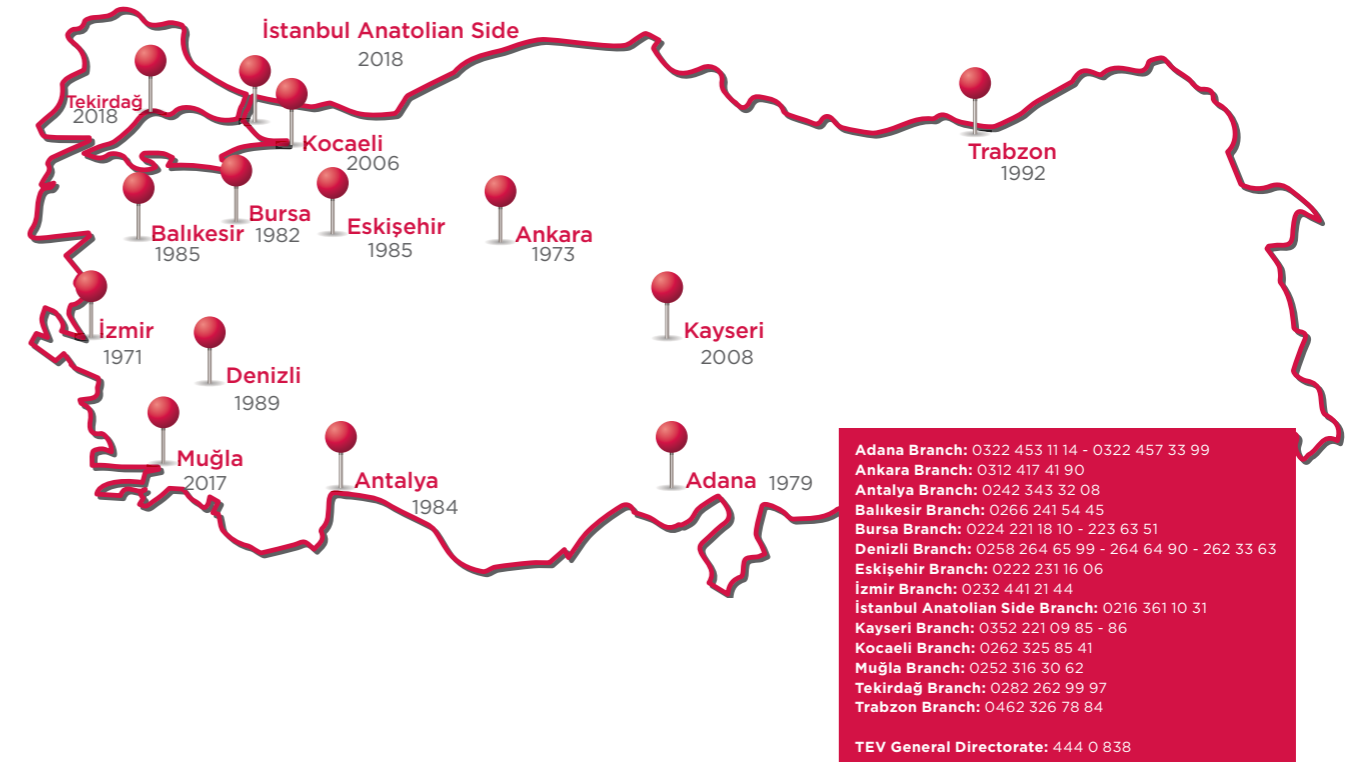 İstanbul Anatolian Side
2018
Tekirdağ
2018
Kocaeli
2006
Trabzon
1992
Bursa
1982
Eskişehir
1985
Balıkesir
1985
Ankara
1973
İzmir
1971
Kayseri
2008
Denizli
1989
Muğla
2017
Antalya
1984
Adana 1979
Adana Branch: 0322 453 11 14 - 0322 457 33 99
Ankara Branch: 0312 417 41 90
Antalya Branch: 0242 343 32 08
Balıkesir Branch: 0266 241 54 45
Bursa Branch: 0224 221 18 10 - 223 63 51
Denizli Branch: 0258 264 65 99 - 264 64 90 - 262 33 63
Eskişehir Branch: 0222 231 16 06
İzmir Branch: 0232 441 21 44
İstanbul Anatolian Side Branch: 0216 361 10 31
Kayseri Branch: 0352 221 09 85 - 86
Kocaeli Branch: 0262 325 85 41
Muğla Branch: 0252 316 30 62
Tekirdağ Branch: 0282 262 99 97
Trabzon Branch: 0462 326 78 84
TEV General Directorate: 444 0 838